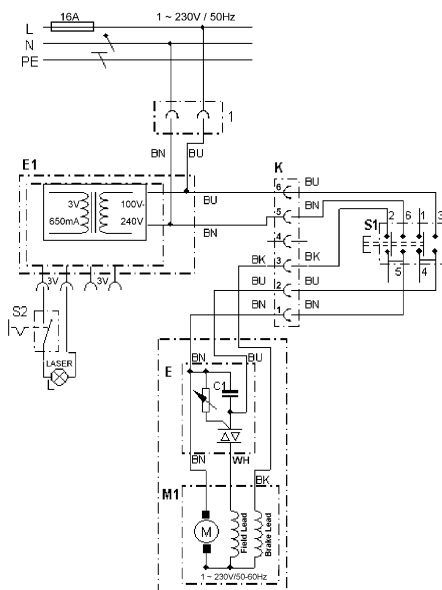 16A
1 ~ 230V / 50Hz
L
N
PE
1
BN
BU
E1
K
3V
100V-
650mA
240V
BU
BN
6
BU
5
BN
4
3
BK
BK
2
BU
BU
1
BN
BN
S1
2
6
1
3
5
4
3V
3V
S2
LASER
BN
BU
E
C1
BN
WH
BK
M1
M
Field Lead
Brake Lead
1 ~ 230V/50-60Hz